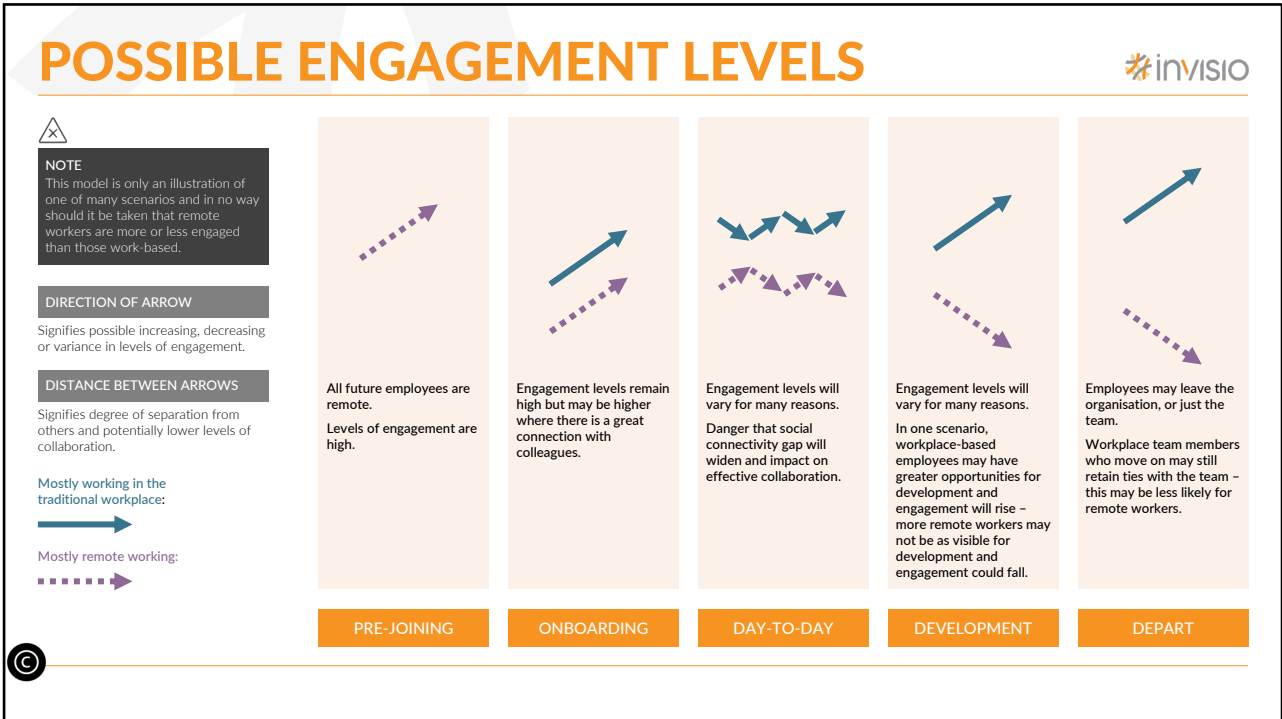 POSSIBLE ENGAGEMENT LEVELS
invisio
NOTE
This model is only an illustration of
one of many scenarios and in no way
should it be taken that remote
workers are more or less engaged
than those work-based.
DIRECTION OF ARROW
Signifies possible increasing, decreasing
or variance in levels of engagement.
DISTANCE BETWEEN ARROWS
Signifies degree of separation from
others and potentially lower levels of
collaboration.
Mostly working in the
traditional workplace:
Mostly remote working:
All future employees are
remote.
Levels of engagement are
high.
PRE-JOINING
Engagement levels remain
high but may be higher
where there is a great
connection with
colleagues.
ONBOARDING
Engagement levels will
vary for many reasons.
Danger that social
connectivity gap will
widen and impact on
effective collaboration.
DAY-TO-DAY
Engagement levels will
vary for many reasons.
In one scenario,
workplace-based
employees may have
greater opportunities for
development and
engagement will rise –
more remote workers may
not be as visible for
development and
engagement could fall.
DEVELOPMENT
Employees may leave the
organisation, or just the
team.
Workplace team members
who move on may still
retain ties with the team –
this may be less likely for
remote workers.
DEPART
©